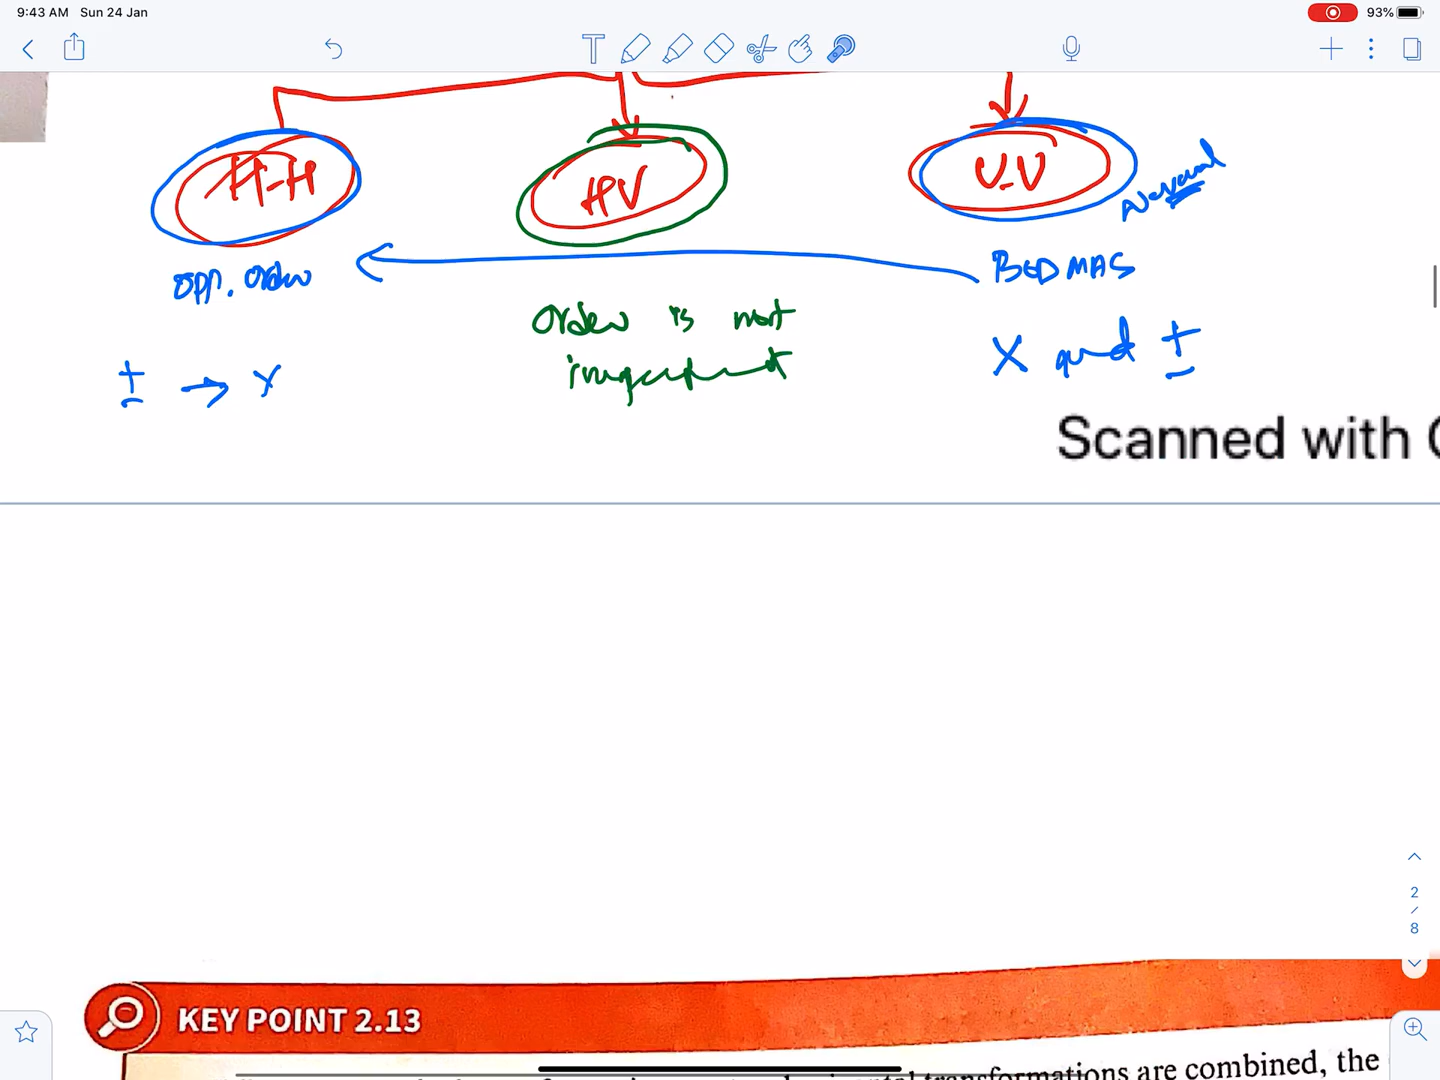 9:43 AM Sun 24 Jan
93%
H-H
HV
V-V
Normal
opp. order
BEDMAS
order is not
important
± → x
X and ±
Scanned with C
2
/
8
KEY POINT 2.13
transformations are combined, the